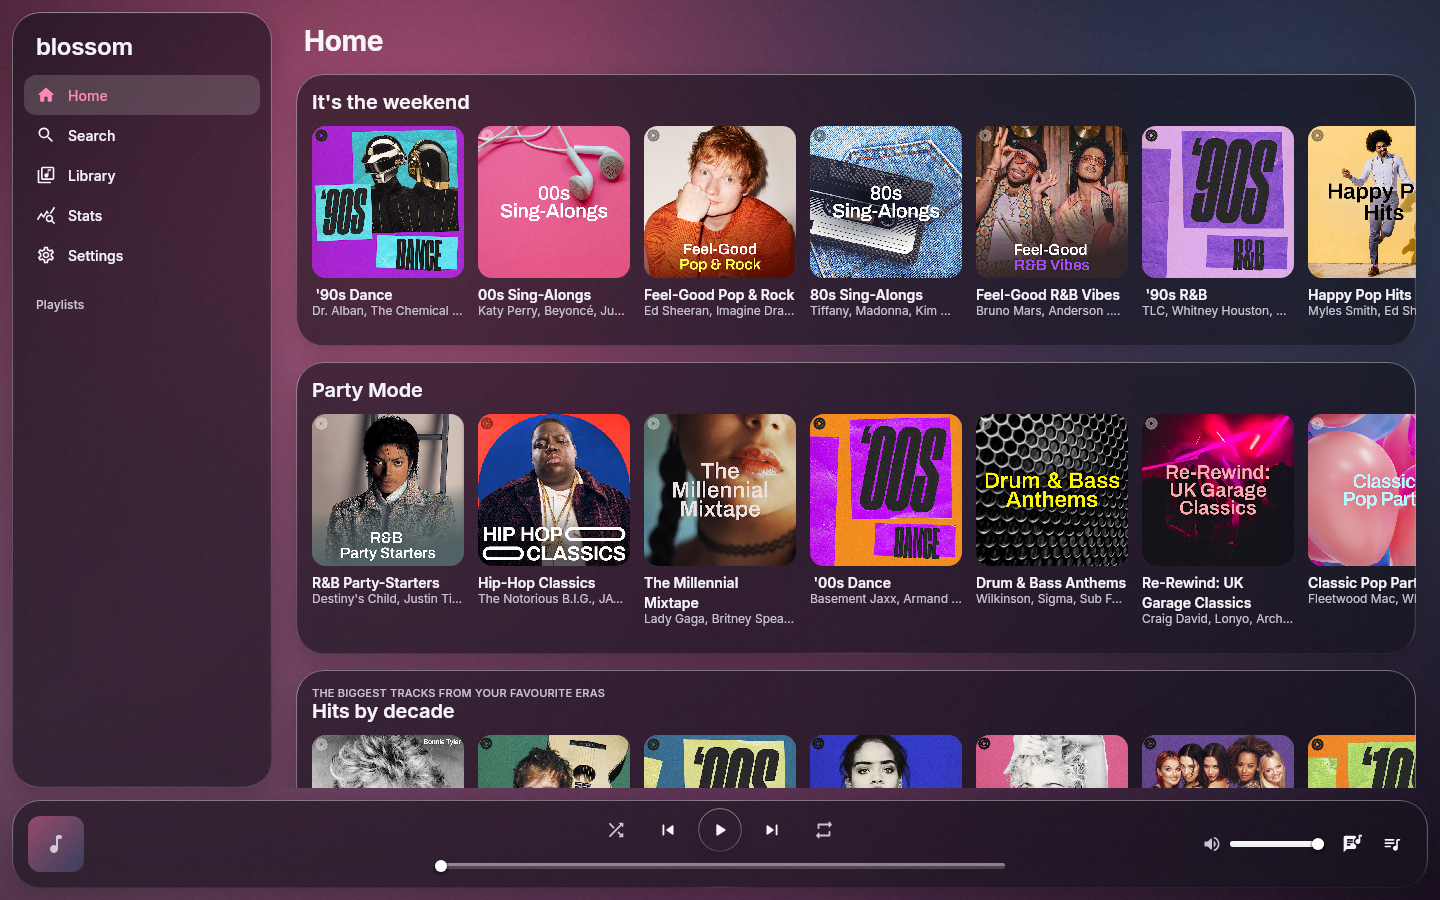 blossom
Home
Search
Library
Stats
Settings
Playlists
Home
It's the weekend
'90s
DANCE
00s
Sing-Alongs
Feel-Good
Pop & Rock
80s
Sing-Alongs
Feel-Good
R&B Vibes
'90S
R&B
Happy P
Hits
'90s Dance
Dr. Alban, The Chemical ...
00s Sing-Alongs
Katy Perry, Beyoncé, Ju...
Feel-Good Pop & Rock
Ed Sheeran, Imagine Dra...
80s Sing-Alongs
Tiffany, Madonna, Kim ...
Feel-Good R&B Vibes
Bruno Mars, Anderson ....
'90s R&B
TLC, Whitney Houston, ...
Happy Pop Hits
Myles Smith, Ed Sh
Party Mode
R&B
Party Starters
HIP HOP
CLASSICS
The
Millennial
Mixtape
'00S
DANCE
Drum & Bass
Anthems
Re-Rewind:
UK Garage
Classics
Classic
Pop Part
R&B Party-Starters
Destiny's Child, Justin Ti...
Hip-Hop Classics
The Notorious B.I.G., JA...
The Millennial
Mixtape
Lady Gaga, Britney Spea...
'00s Dance
Basement Jaxx, Armand ...
Drum & Bass Anthems
Wilkinson, Sigma, Sub F...
Re-Rewind: UK
Garage Classics
Craig David, Lonyo, Arch...
Classic Pop Part
Fleetwood Mac, Wh
THE BIGGEST TRACKS FROM YOUR FAVOURITE ERAS
Hits by decade
Bonnie Tyler
'00S
'10